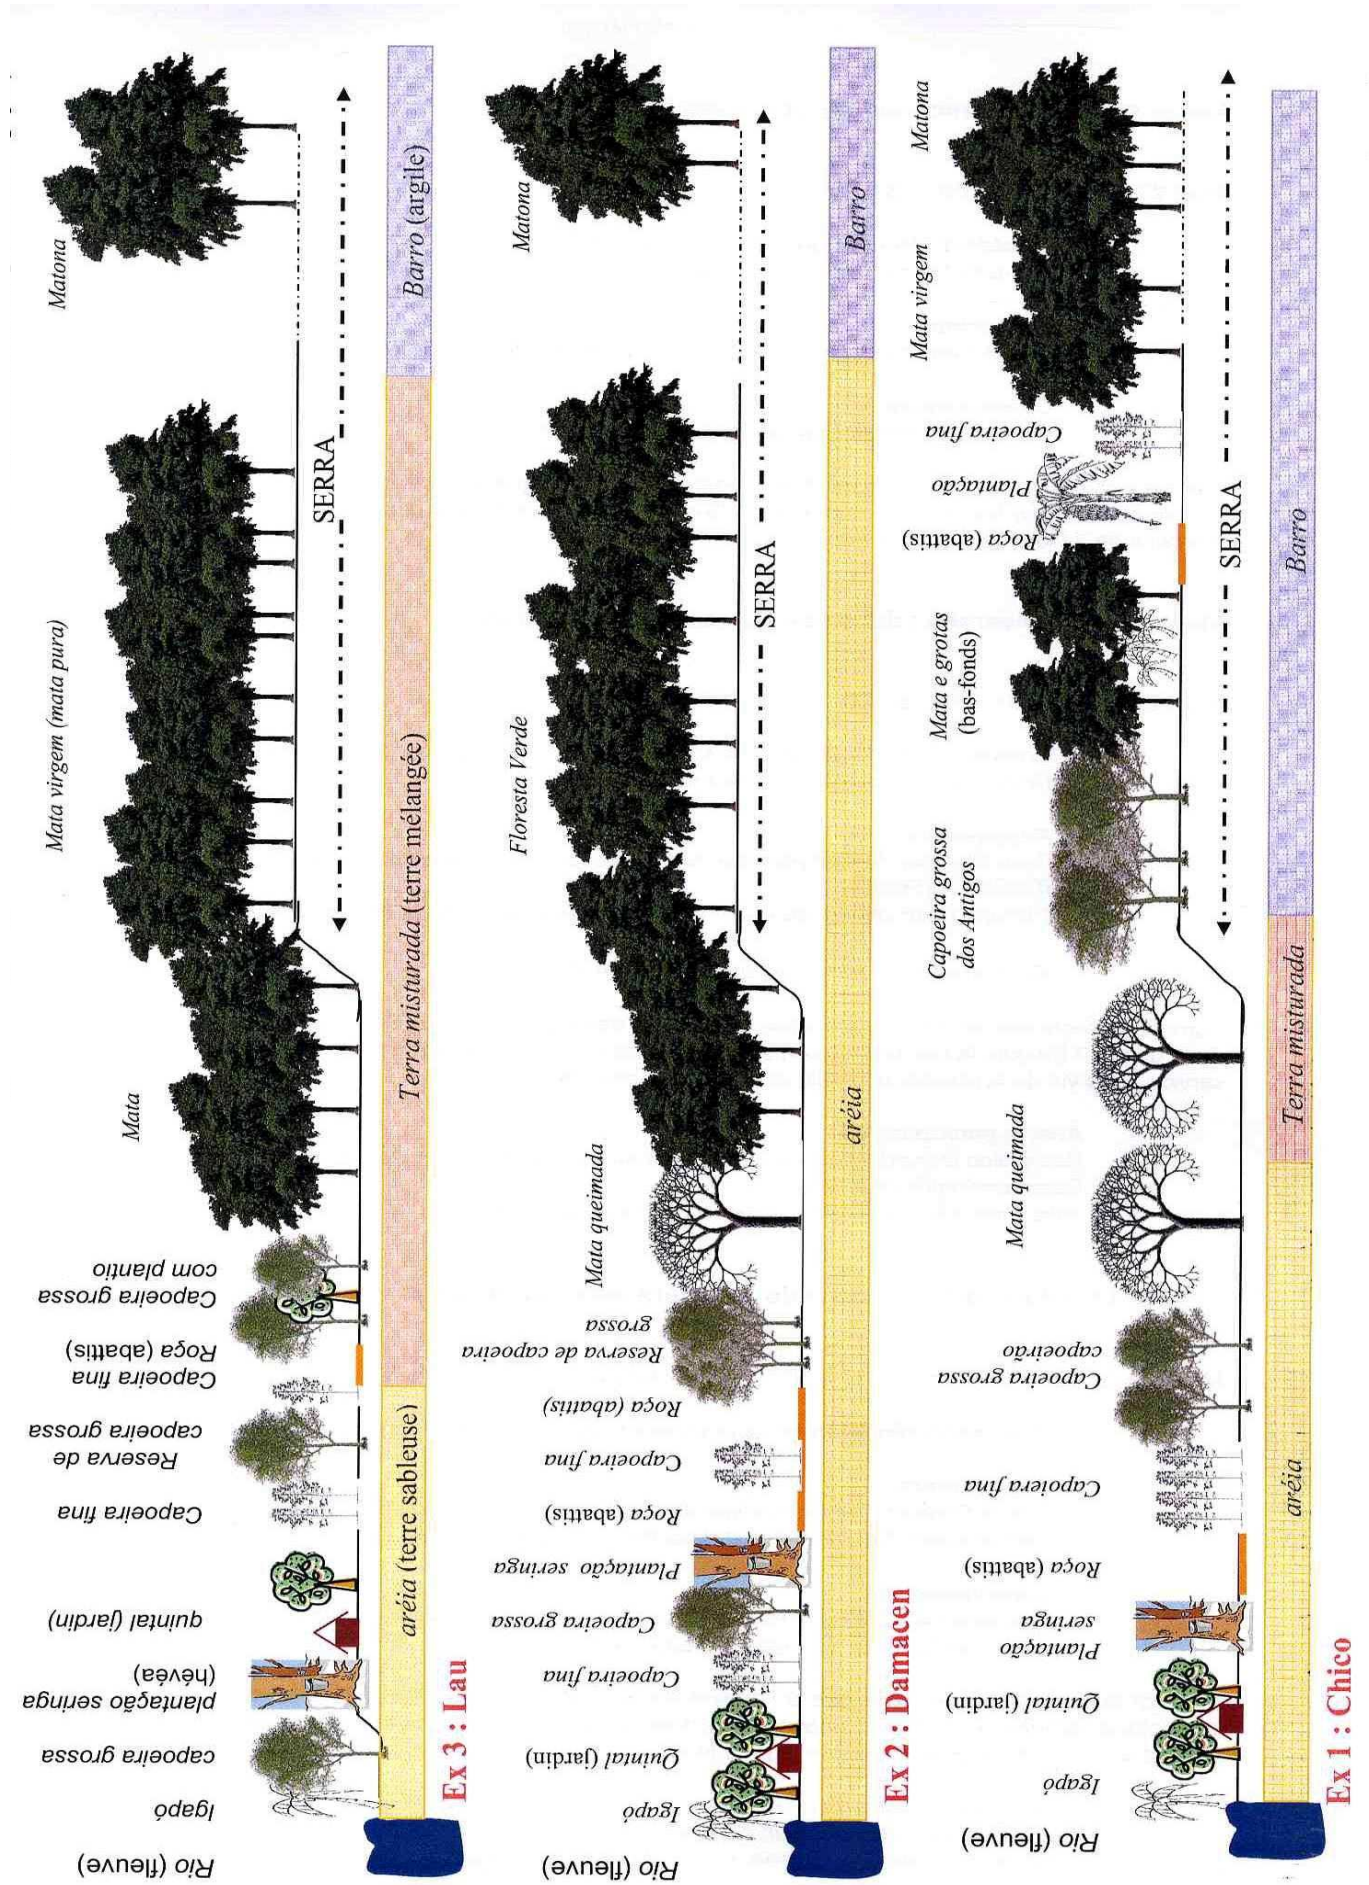 Rio (fleuve)
Igapó
capoeira grossa
plantação seringa
(hévéa)
quintal (jardin)
Capoeira fina
Reserva de
capoeira grossa
Capoeira fina
Roça (abattis)
Capoeira grossa
com plantio
Mata
Mata virgem (mata pura)
Matona
SERRA
aréia (terre sableuse)
Terra misturada (terre mélangée)
Barro (argile)
Ex 3 : Lau
Rio (fleuve)
Igapó
Quintal (jardin)
Capoeira fina
Capoeira grossa
Plantação seringa
Roça (abattis)
Capoeira fina
Roça (abattis)
Reserva de capoeira
grossa
Mata queimada
Floresta Verde
Matona
SERRA
aréia
Barro
Ex 2 : Damacen
Rio (fleuve)
Igapó
Quintal (jardin)
Plantação
seringa
Roça (abattis)
Capoiera fina
Capoeira grossa
capoeirão
Mata queimada
Capoeira grossa
dos Antigos
Mata e grotas
(bas-fonds)
Roça (abattis)
Plantação
Capoeira fina
Mata virgem
Matona
SERRA
aréia
Terra misturada
Barro
Ex 1 : Chico